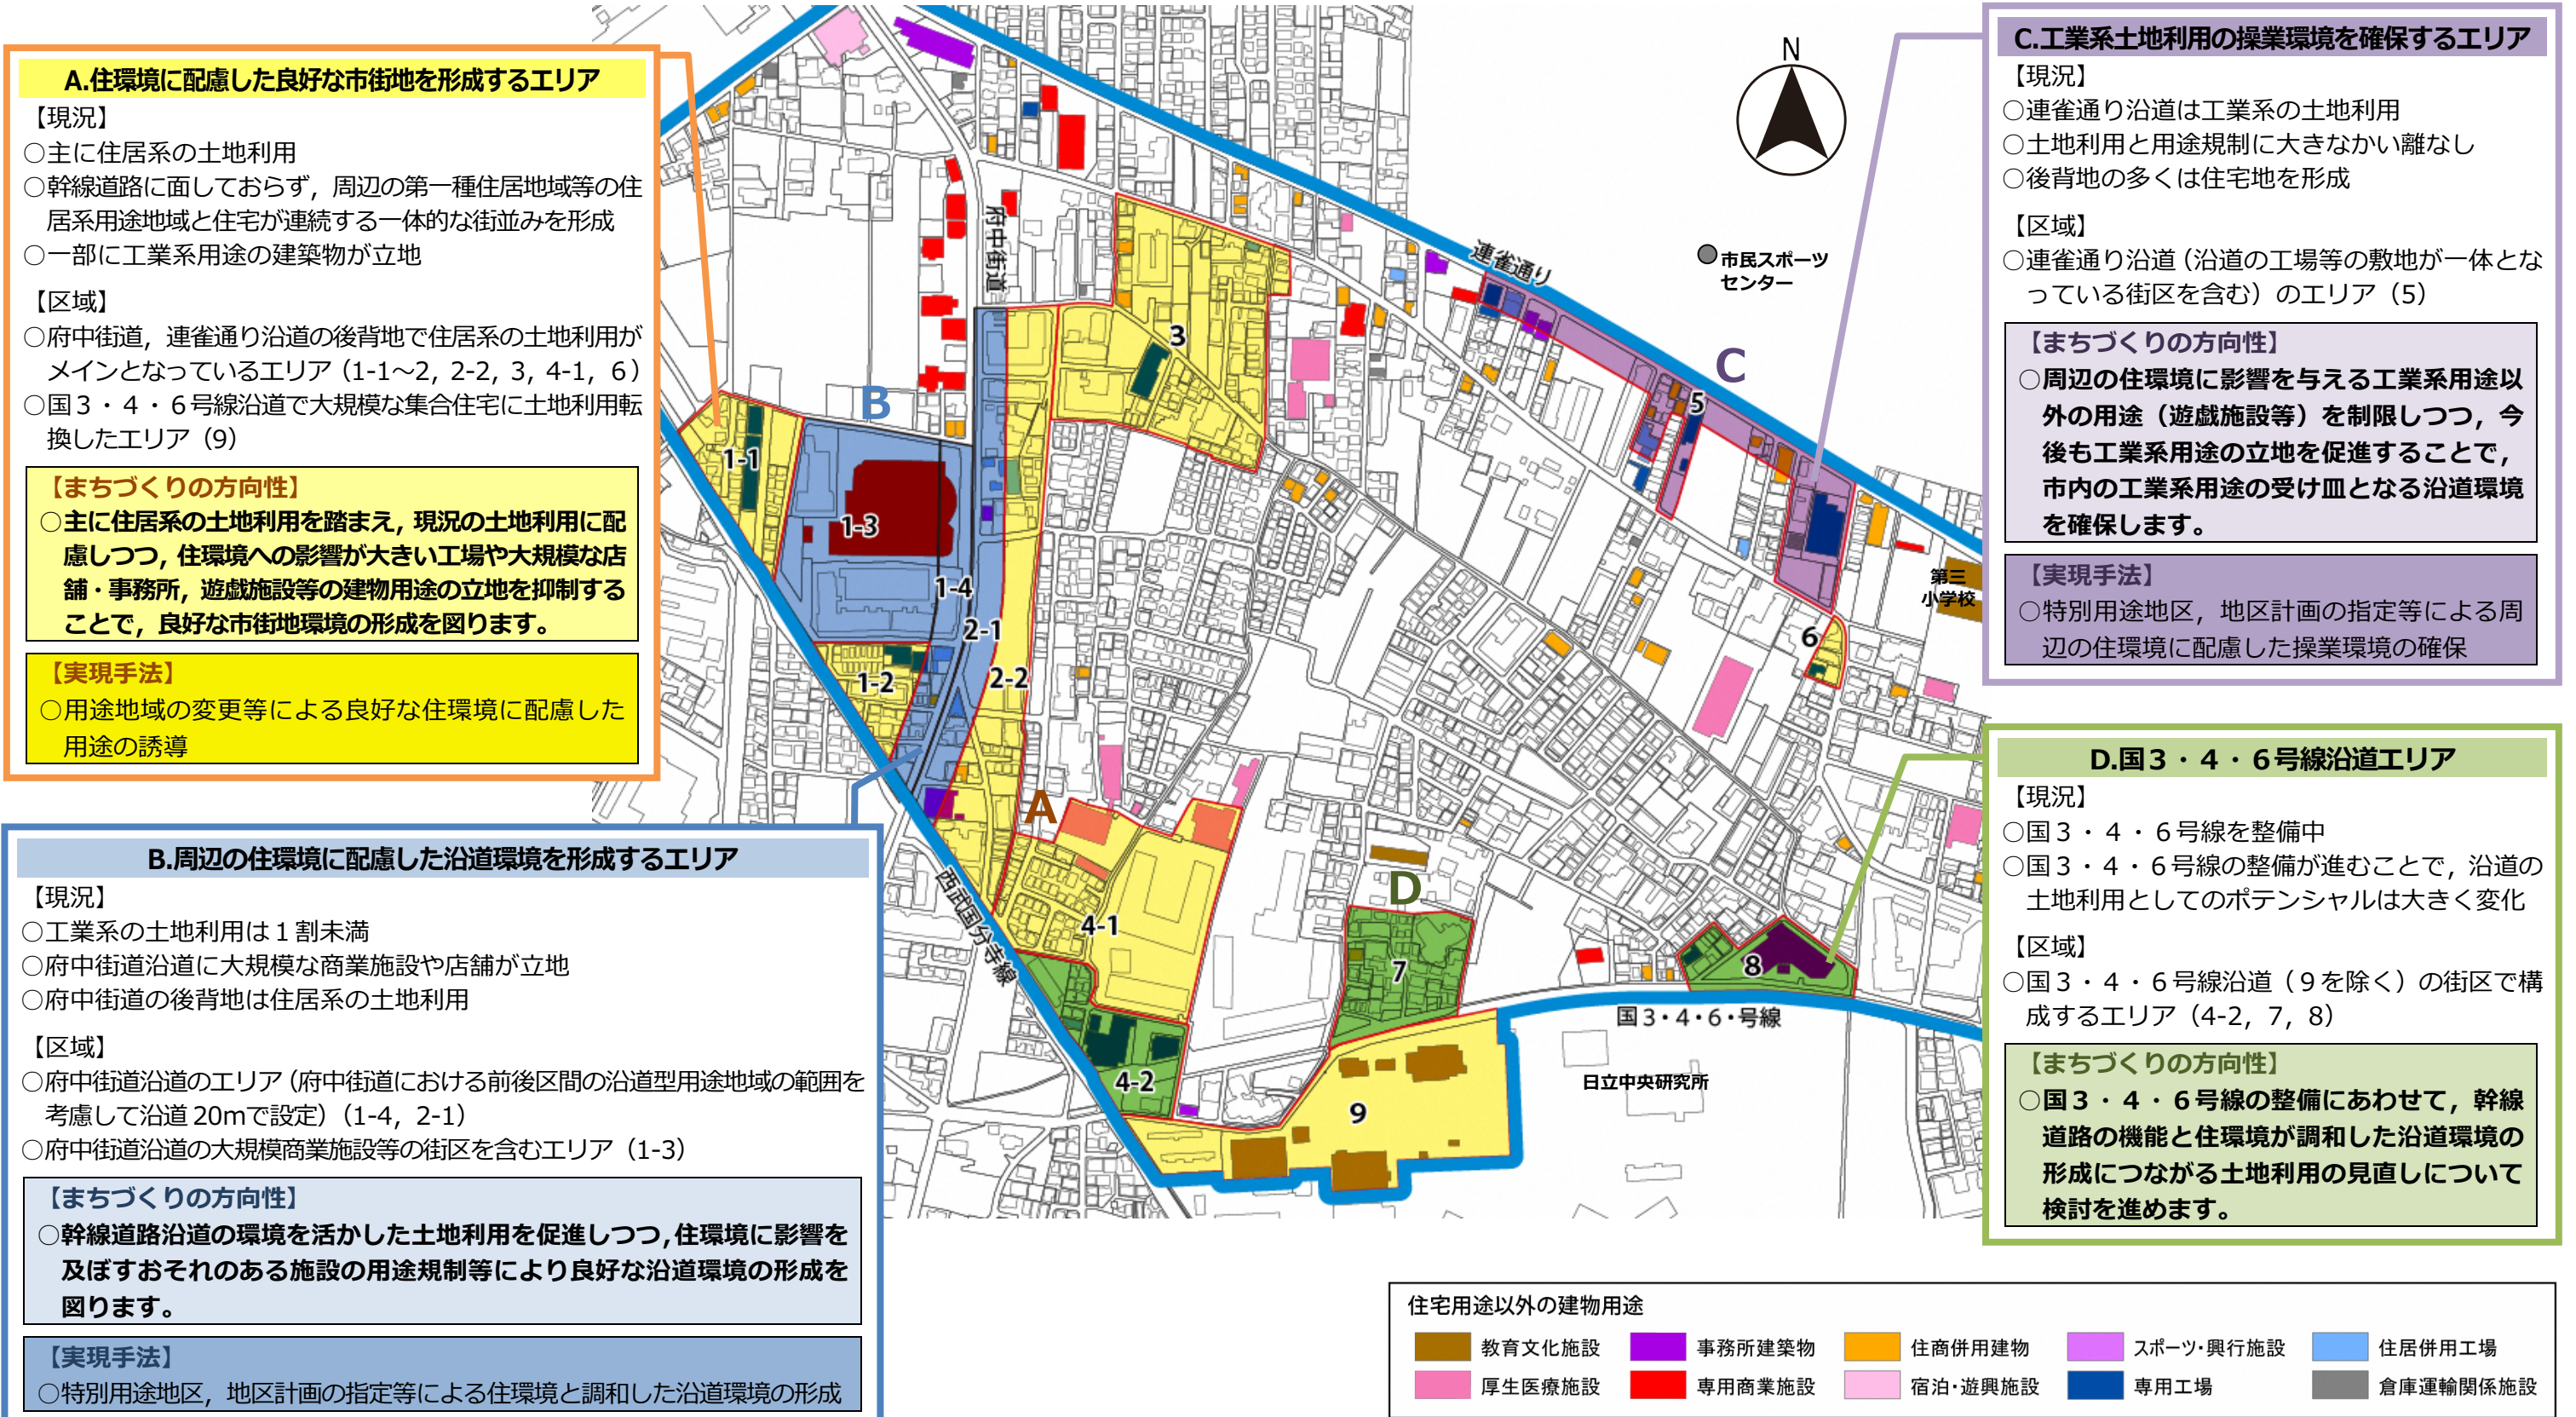 A.住環境に配慮した良好な市街地を形成するエリア
【現況】
○主に住居系の土地利用
○幹線道路に面しておらず，周辺の第一種住居地域等の住
居系用途地域と住宅が連続する一体的な街並みを形成
○一部に工業系用途の建築物が立地
【区域】
○府中街道，連雀通り沿道の後背地で住居系の土地利用が
メインとなっているエリア（1-1～2, 2-2, 3, 4-1, 6）
○国３・４・６号線沿道で大規模な集合住宅に土地利用転
換したエリア（9）
【まちづくりの方向性】
○主に住居系の土地利用を踏まえ，現況の土地利用に配
慮しつつ，住環境への影響が大きい工場や大規模な店
舗・事務所，遊戯施設等の建物用途の立地を抑制する
ことで，良好な市街地環境の形成を図ります。
【実現手法】
○用途地域の変更等による良好な住環境に配慮した
用途の誘導
B.周辺の住環境に配慮した沿道環境を形成するエリア
【現況】
○工業系の土地利用は１割未満
○府中街道沿道に大規模な商業施設や店舗が立地
○府中街道の後背地は住居系の土地利用
【区域】
○府中街道沿道のエリア（府中街道における前後区間の沿道型用途地域の範囲を
考慮して沿道 20mで設定）（1-4，2-1）
○府中街道沿道の大規模商業施設等の街区を含むエリア（1-3）
【まちづくりの方向性】
○幹線道路沿道の環境を活かした土地利用を促進しつつ，住環境に影響を
及ぼすおそれのある施設の用途規制等により良好な沿道環境の形成を
図ります。
【実現手法】
○特別用途地区，地区計画の指定等による住環境と調和した沿道環境の形成
N
府中街道
連雀通り
市民スポーツ
センター
B
C
3
5
1-1
1-3
1-4
2-1
2-2
1-2
第三
小学校
6
A
D
西武国分寺線
4-1
7
8
国３・４・６・号線
4-2
9
日立中央研究所
C.工業系土地利用の操業環境を確保するエリア
【現況】
○連雀通り沿道は工業系の土地利用
○土地利用と用途規制に大きなかい離なし
○後背地の多くは住宅地を形成
【区域】
○連雀通り沿道（沿道の工場等の敷地が一体とな
っている街区を含む）のエリア（5）
【まちづくりの方向性】
○周辺の住環境に影響を与える工業系用途以
外の用途（遊戯施設等）を制限しつつ，今
後も工業系用途の立地を促進することで，
市内の工業系用途の受け皿となる沿道環境
を確保します。
【実現手法】
○特別用途地区，地区計画の指定等による周
辺の住環境に配慮した操業環境の確保
D.国３・４・６号線沿道エリア
【現況】
○国３・４・６号線を整備中
○国３・４・６号線の整備が進むことで，沿道の
土地利用としてのポテンシャルは大きく変化
【区域】
○国３・４・６号線沿道（９を除く）の街区で構
成するエリア（4-2，7，8）
【まちづくりの方向性】
○国３・４・６号線の整備にあわせて，幹線
道路の機能と住環境が調和した沿道環境の
形成につながる土地利用の見直しについて
検討を進めます。
住宅用途以外の建物用途
教育文化施設 事務所建築物 住商併用建物 スポーツ・興行施設 住居併用工場
厚生医療施設 専用商業施設 宿泊・遊興施設 専用工場 倉庫運輸関係施設